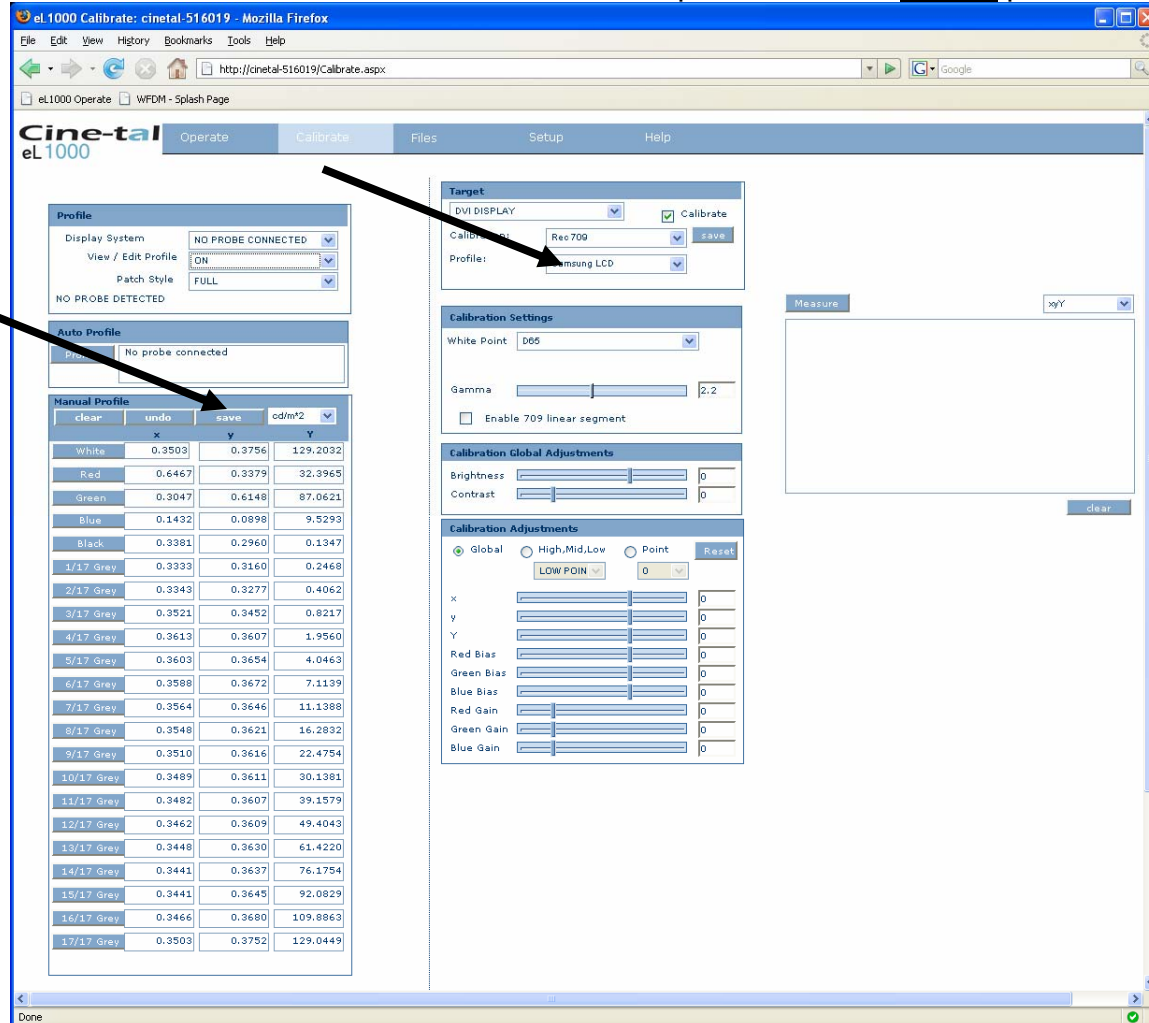 eL1000 Calibrate: cinetal-516019 - Mozilla Firefox
File Edit View History Bookmarks Tools Help
http://cinetal-516019/Calibrate.aspx
G Google
eL1000 Operate WFDM - Splash Page
Cine-tal
eL1000
Operate Calibrate Files Setup Help
Profile
Display System NO PROBE CONNECTED
View / Edit Profile ON
Patch Style FULL
NO PROBE DETECTED
Auto Profile
No probe connected
Manual Profile
clear undo save cd/m^2
x y Y
White 0.3503 0.3756 129.2032
Red 0.6467 0.3379 32.3965
Green 0.3047 0.6148 87.0621
Blue 0.1432 0.0898 9.5293
Black 0.3381 0.2960 0.1347
1/17 Grey 0.3333 0.3160 0.2468
2/17 Grey 0.3343 0.3277 0.4062
3/17 Grey 0.3521 0.3452 0.8217
4/17 Grey 0.3613 0.3607 1.9560
5/17 Grey 0.3603 0.3654 4.0463
6/17 Grey 0.3588 0.3672 7.1139
7/17 Grey 0.3564 0.3646 11.1388
8/17 Grey 0.3548 0.3621 16.2832
9/17 Grey 0.3510 0.3616 22.4754
10/17 Grey 0.3489 0.3611 30.1381
11/17 Grey 0.3482 0.3607 39.1579
12/17 Grey 0.3462 0.3609 49.4043
13/17 Grey 0.3448 0.3630 61.4220
14/17 Grey 0.3441 0.3637 76.1754
15/17 Grey 0.3441 0.3645 92.0829
16/17 Grey 0.3466 0.3680 109.8863
17/17 Grey 0.3503 0.3752 129.0449
Target
DVI DISPLAY Calibrate
Rec709 save
Profile: Samsung LCD
Calibration Settings
White Point D65
Gamma 2.2
Enable 709 linear segment
Calibration Global Adjustments
Brightness 0
Contrast 0
Calibration Adjustments
Global High,Mid,Low Point Reset
LOW POIN 0
x 0
y 0
Y 0
Red Bias 0
Green Bias 0
Blue Bias 0
Red Gain 0
Green Gain 0
Blue Gain 0
Measure xyY
clear
Done